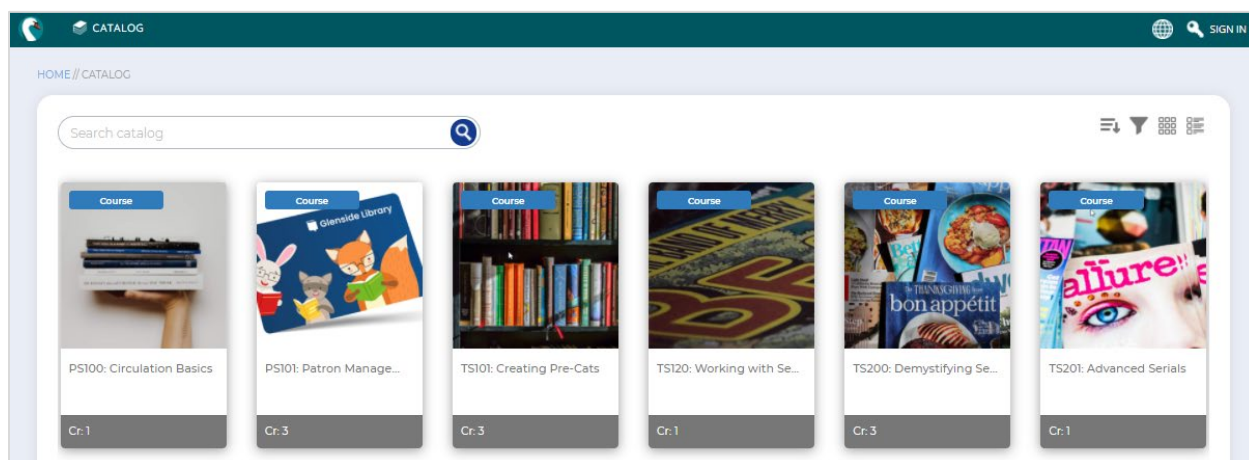 CATALOG
SIGN IN
HOME // CATALOG
Search catalog
Course
Course
Course
Course
Course
Course
Glenside Library
THANKSGIVING
bon appétit
allure
PS100: Circulation Basics
PS101: Patron Manage...
TS101: Creating Pre-Cats
TS120: Working with Se...
TS200: Demystifying Se...
TS201: Advanced Serials
Cr: 1
Cr: 3
Cr: 3
Cr: 1
Cr: 3
Cr: 1